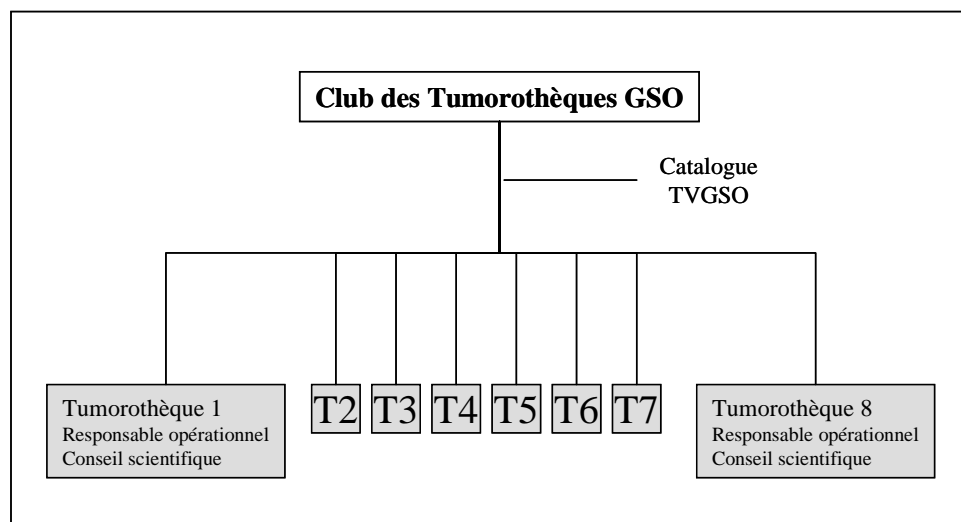 Club des Tumorothèques GSO
Catalogue
TVGSO
Tumorothèque 1
Responsable opérationnel
Conseil scientifique
T2
T3
T4
T5
T6
T7
Tumorothèque 8
Responsable opérationnel
Conseil scientifique